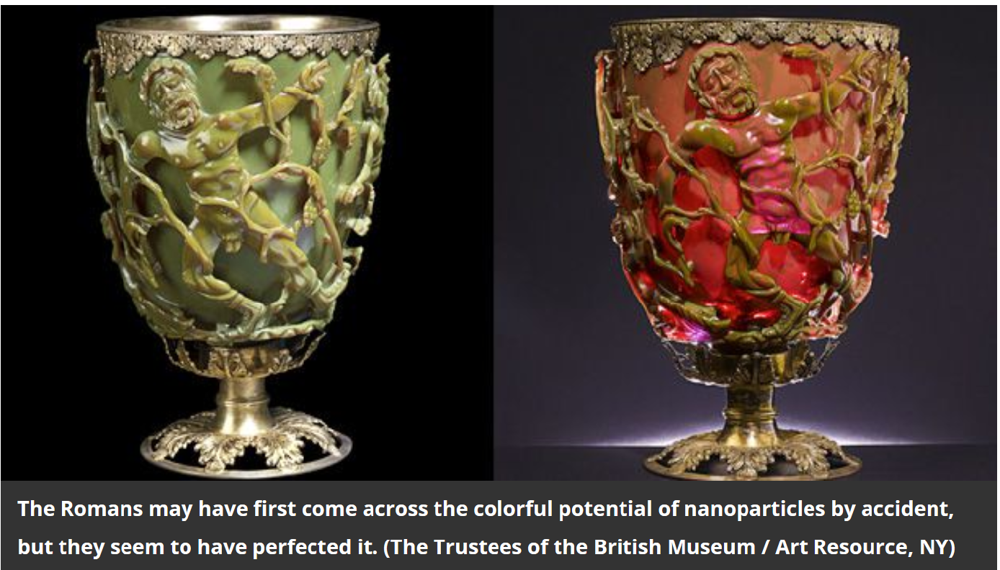 The Romans may have first come across the colorful potential of nanoparticles by accident,
but they seem to have perfected it. (The Trustees of the British Museum / Art Resource, NY)